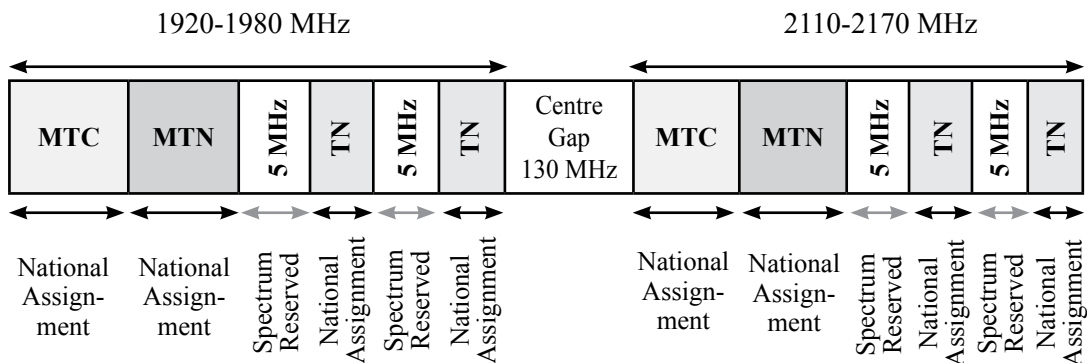 1920-1980 MHz
2110-2170 MHz
MTC
MTN
5 MHz
TN
5 MHz
TN
Centre
Gap
130 MHz
MTC
MTN
5 MHz
TN
5 MHz
TN
National
Assign-
ment
National
Assign-
ment
Spectrum
Reserved
National
Assignment
Spectrum
Reserved
National
Assignment
National
Assign-
ment
National
Assign-
ment
Spectrum
Reserved
National
Assignment
Spectrum
Reserved
National
Assignment